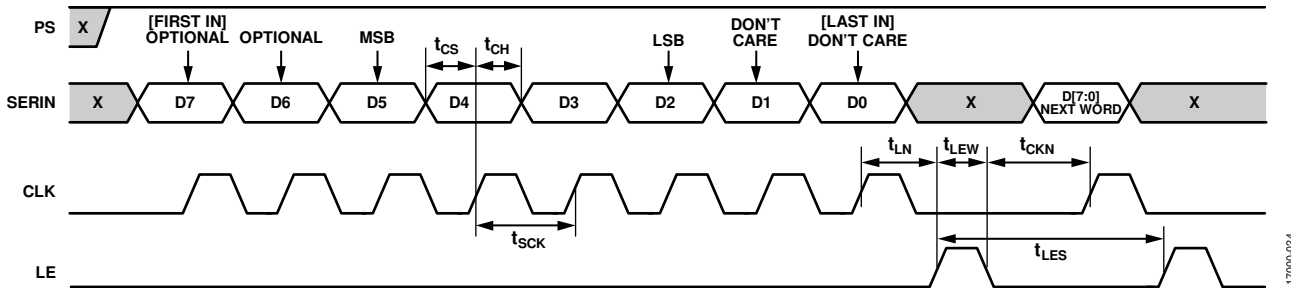 PS X
[FIRST IN]
OPTIONAL
OPTIONAL
MSB
tCS
tCH
LSB
DON'T
CARE
[LAST IN]
DON'T CARE
SERIN X D7 D6 D5 D4 D3 D2 D1 D0 X D[7:0]
NEXT WORD X
tLN tLEW tCKN
CLK
tSCK
tLES
LE
17000-024